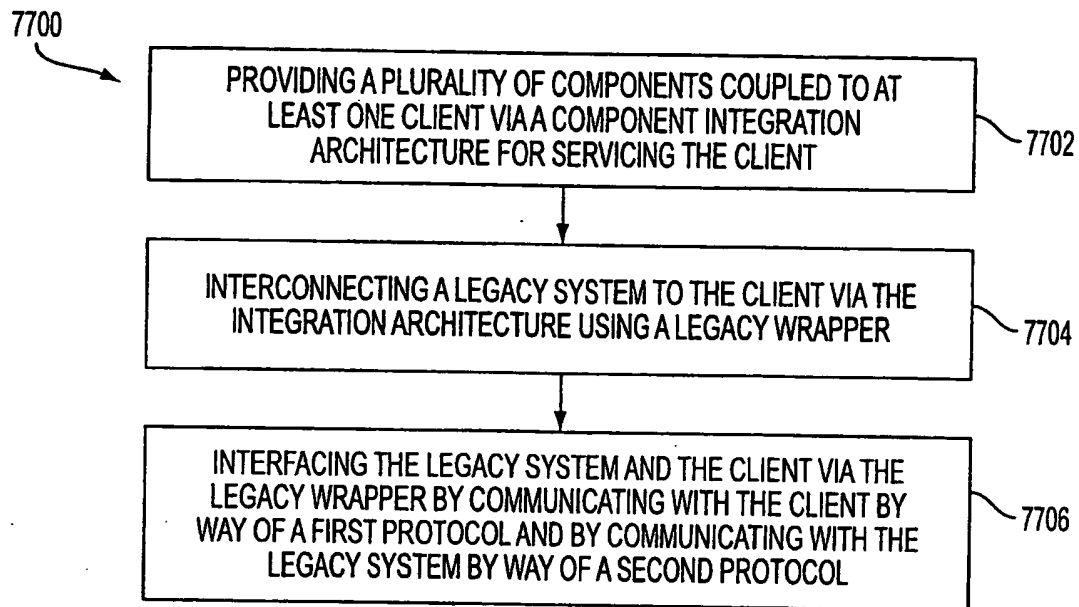 7700
PROVIDING A PLURALITY OF COMPONENTS COUPLED TO AT
LEAST ONE CLIENT VIA A COMPONENT INTEGRATION
ARCHITECTURE FOR SERVICING THE CLIENT
7702
INTERCONNECTING A LEGACY SYSTEM TO THE CLIENT VIA THE
INTEGRATION ARCHITECTURE USING A LEGACY WRAPPER
7704
INTERFACING THE LEGACY SYSTEM AND THE CLIENT VIA THE
LEGACY WRAPPER BY COMMUNICATING WITH THE CLIENT BY
WAY OF A FIRST PROTOCOL AND BY COMMUNICATING WITH THE
LEGACY SYSTEM BY WAY OF A SECOND PROTOCOL
7706